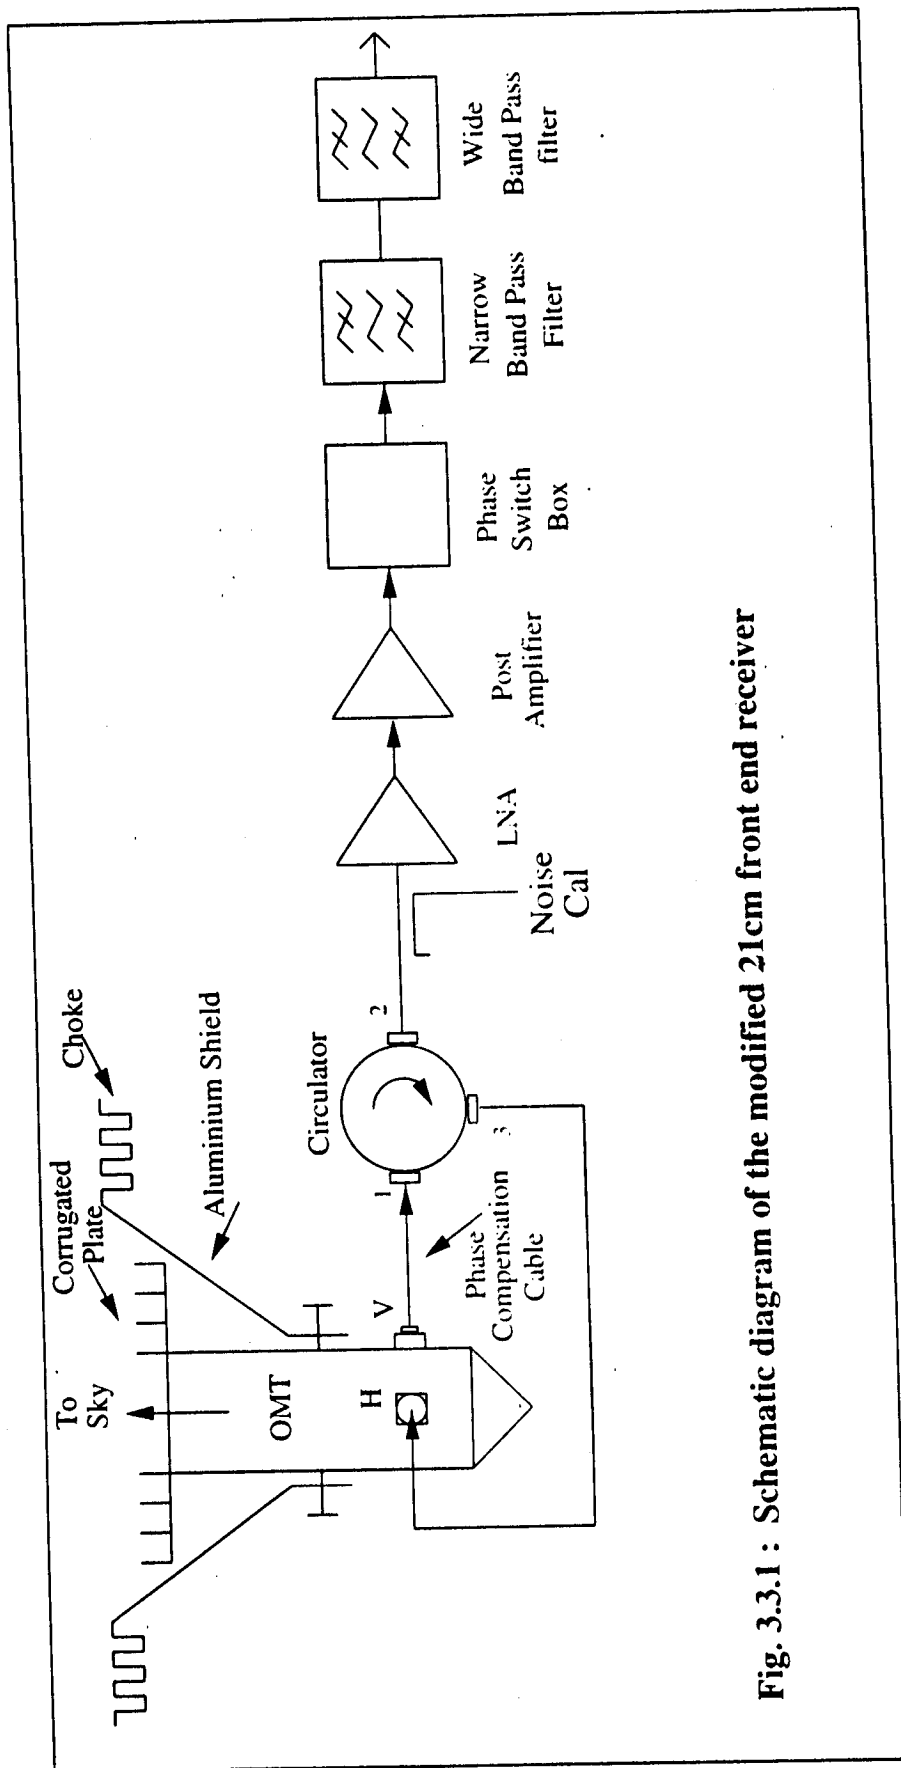 To
Sky
Corrugated
Plate
Choke
Aluminium Shield
OMT
H
V
Phase
Compensation
Cable
Circulator
1
2
3
Noise
Cal
LNA
Post
Amplifier
Phase
Switch
Box
Narrow
Band Pass
Filter
Wide
Band Pass
filter
Fig. 3.3.1 : Schematic diagram of the modified 21cm front end receiver